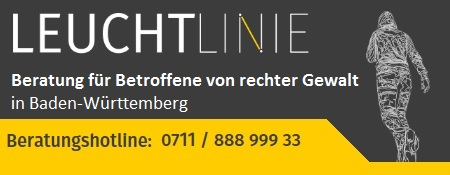 LEUCHTLINIE
Beratung für Betroffene von rechter Gewalt
in Baden-Württemberg
Beratungshotline: 0711 / 888 999 33